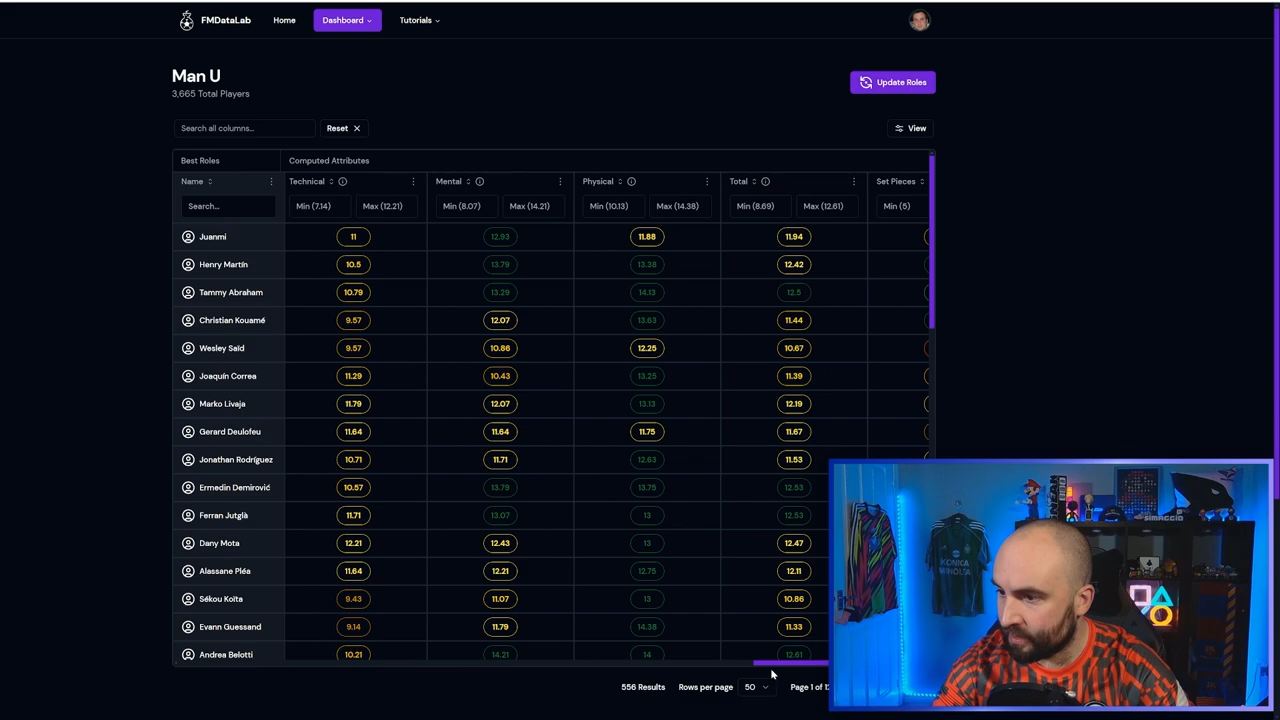 FMDataLab Home Dashboard Tutorials
Man U
3,665 Total Players
Update Roles
Search all columns... Reset View
Best Roles Computed Attributes
Name Technical Mental Physical Total Set Pieces
Search... Min (7.14) Max (12.21) Min (8.07) Max (14.21) Min (10.13) Max (14.38) Min (8.69) Max (12.61) Min (5)
Juanmi 11 12.93 11.88 11.94
Henry Martín 10.5 13.79 13.38 12.42
Tammy Abraham 10.79 13.29 14.13 12.5
Christian Kouamé 9.57 12.07 13.63 11.44
Wesley Saïd 9.57 10.86 12.25 10.67
Joaquín Correa 11.29 10.43 13.25 11.39
Marko Livaja 11.79 12.07 13.13 12.19
Gerard Deulofeu 11.64 11.64 11.75 11.67
Jonathan Rodríguez 10.71 11.71 12.63 11.53
Ermedin Demirović 10.57 13.79 13.75 12.53
Ferran Jutglà 11.71 13.07 13 12.53
Dany Mota 12.21 12.43 13 12.47
Alassane Pléa 11.64 12.21 12.75 12.11
Sékou Koïta 9.43 11.07 13 10.86
Evann Guessand 9.14 11.79 14.38 11.33
Andrea Belotti 10.21 14.21 14 12.61
556 Results Rows per page 50 Page 1 of
KONICA
MINOLTA
SIMACCIO